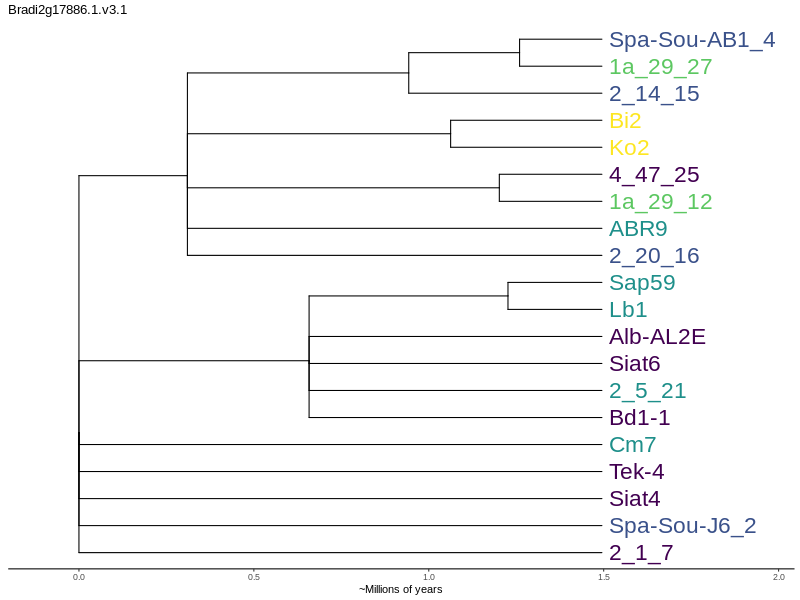 Bradi2g17886.1.v3.1
Spa-Sou-AB1_4
1a_29_27
2_14_15
Bi2
Ko2
4_47_25
1a_29_12
ABR9
2_20_16
Sap59
Lb1
Alb-AL2E
Siat6
2_5_21
Bd1-1
Cm7
Tek-4
Siat4
Spa-Sou-J6_2
2_1_7
0.0 0.5 1.0 1.5 2.0
~Millions of years